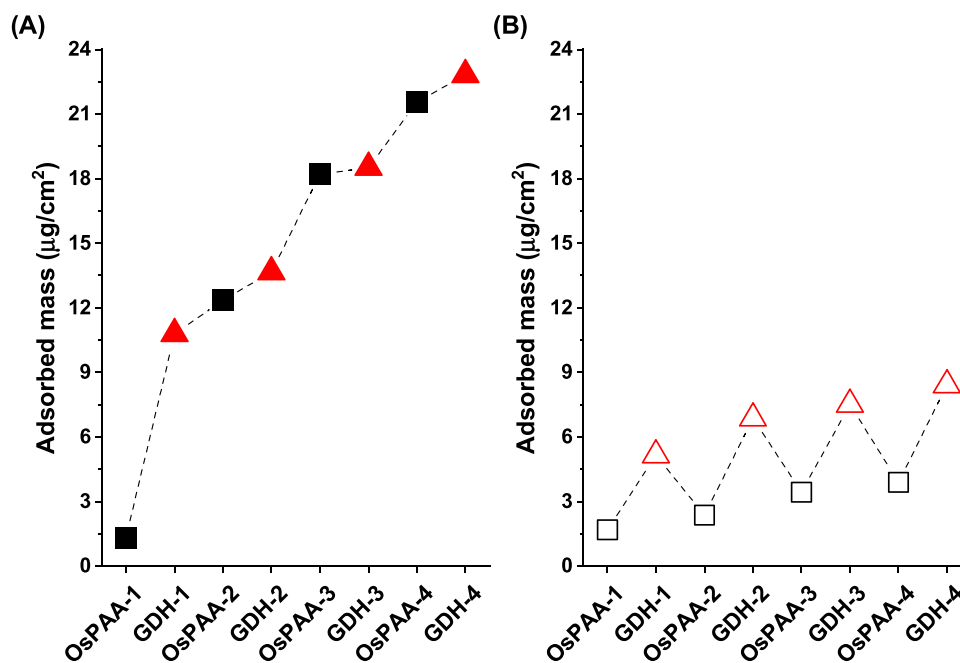 (A)
Adsorbed mass (μg/cm²)
24
21
18
15
12
9
6
3
0
OsPAA-1
GDH-1
OsPAA-2
GDH-2
OsPAA-3
GDH-3
OsPAA-4
GDH-4
(B)
Adsorbed mass (μg/cm²)
24
21
18
15
12
9
6
3
0
OsPAA-1
GDH-1
OsPAA-2
GDH-2
OsPAA-3
GDH-3
OsPAA-4
GDH-4